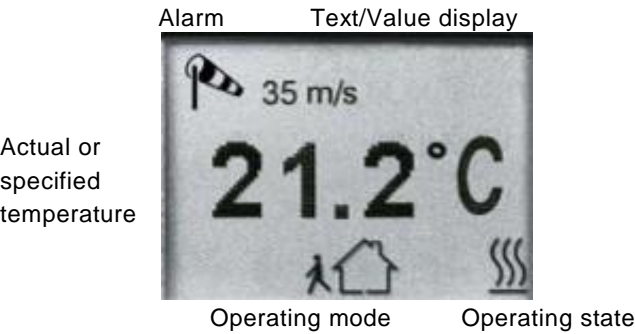 Alarm Text/Value display
35 m/s
Actual or
specified
temperature
21.2°C
Operating mode Operating state